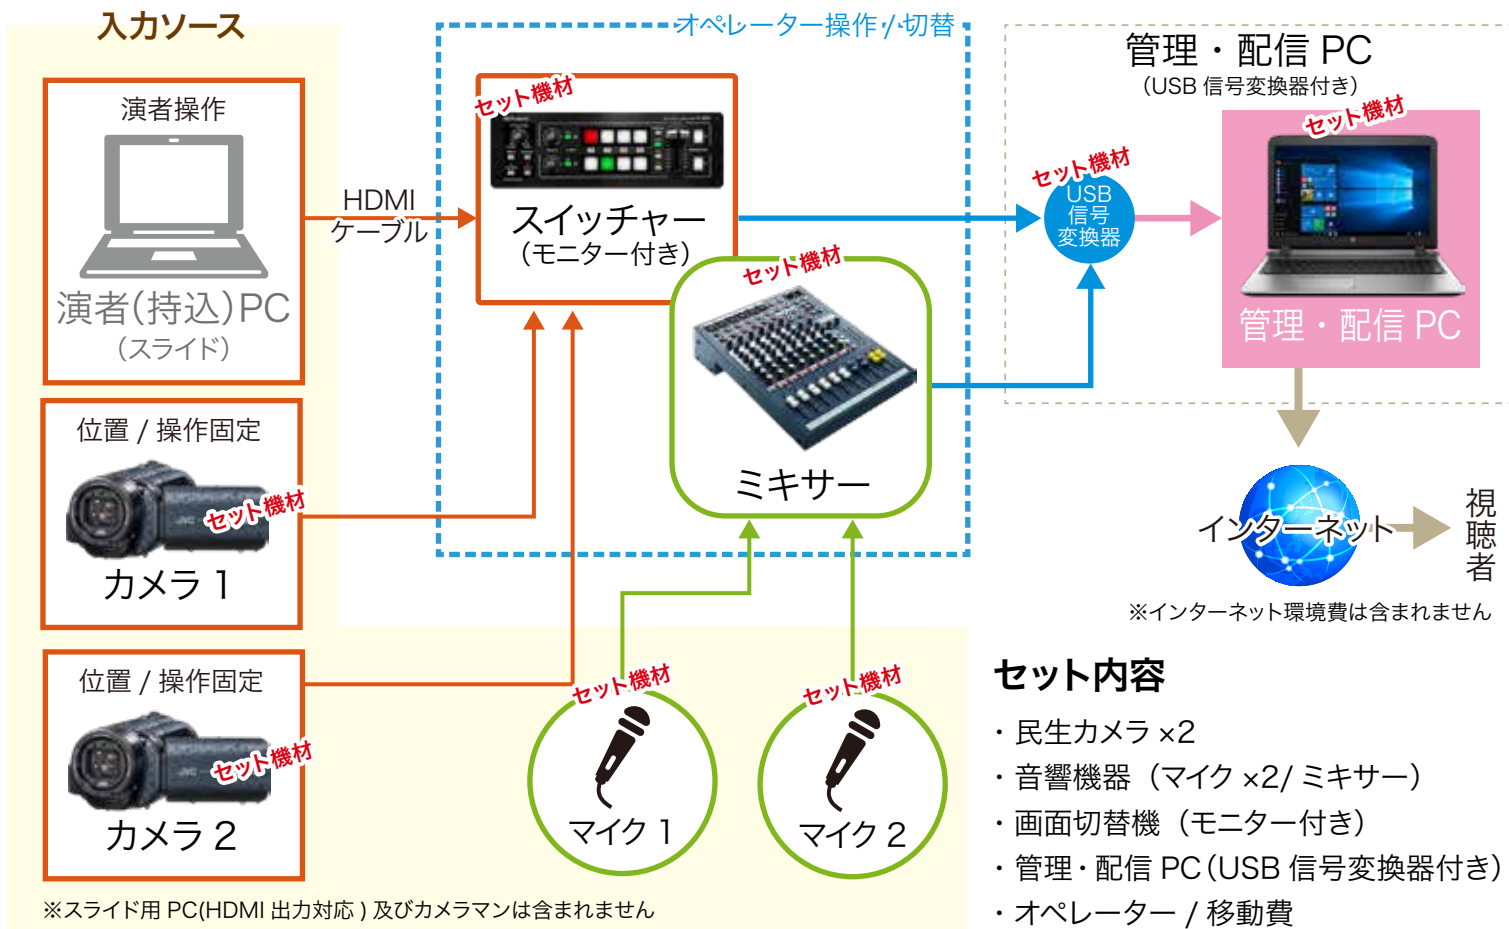 入力ソース
演者操作
演者(持込)PC
(スライド)
HDMI
ケーブル
位置 / 操作固定
セット機材
カメラ 1
位置 / 操作固定
セット機材
カメラ 2
※スライド用 PC(HDMI 出力対応 ) 及びカメラマンは含まれません
オペレーター操作 / 切替
セット機材
スイッチャー
(モニター付き)
セット機材
ミキサー
セット機材
マイク 1
セット機材
マイク 2
管理・配信 PC
(USB 信号変換器付き)
セット機材
USB
信号
変換器
セット機材
管理・配信 PC
インターネット
視聴者
※インターネット環境費は含まれません
セット内容
・民生カメラ ×2
・音響機器（マイク ×2/ ミキサー）
・画面切替機（モニター付き）
・管理・配信 PC（USB 信号変換器付き）
・オペレーター / 移動費